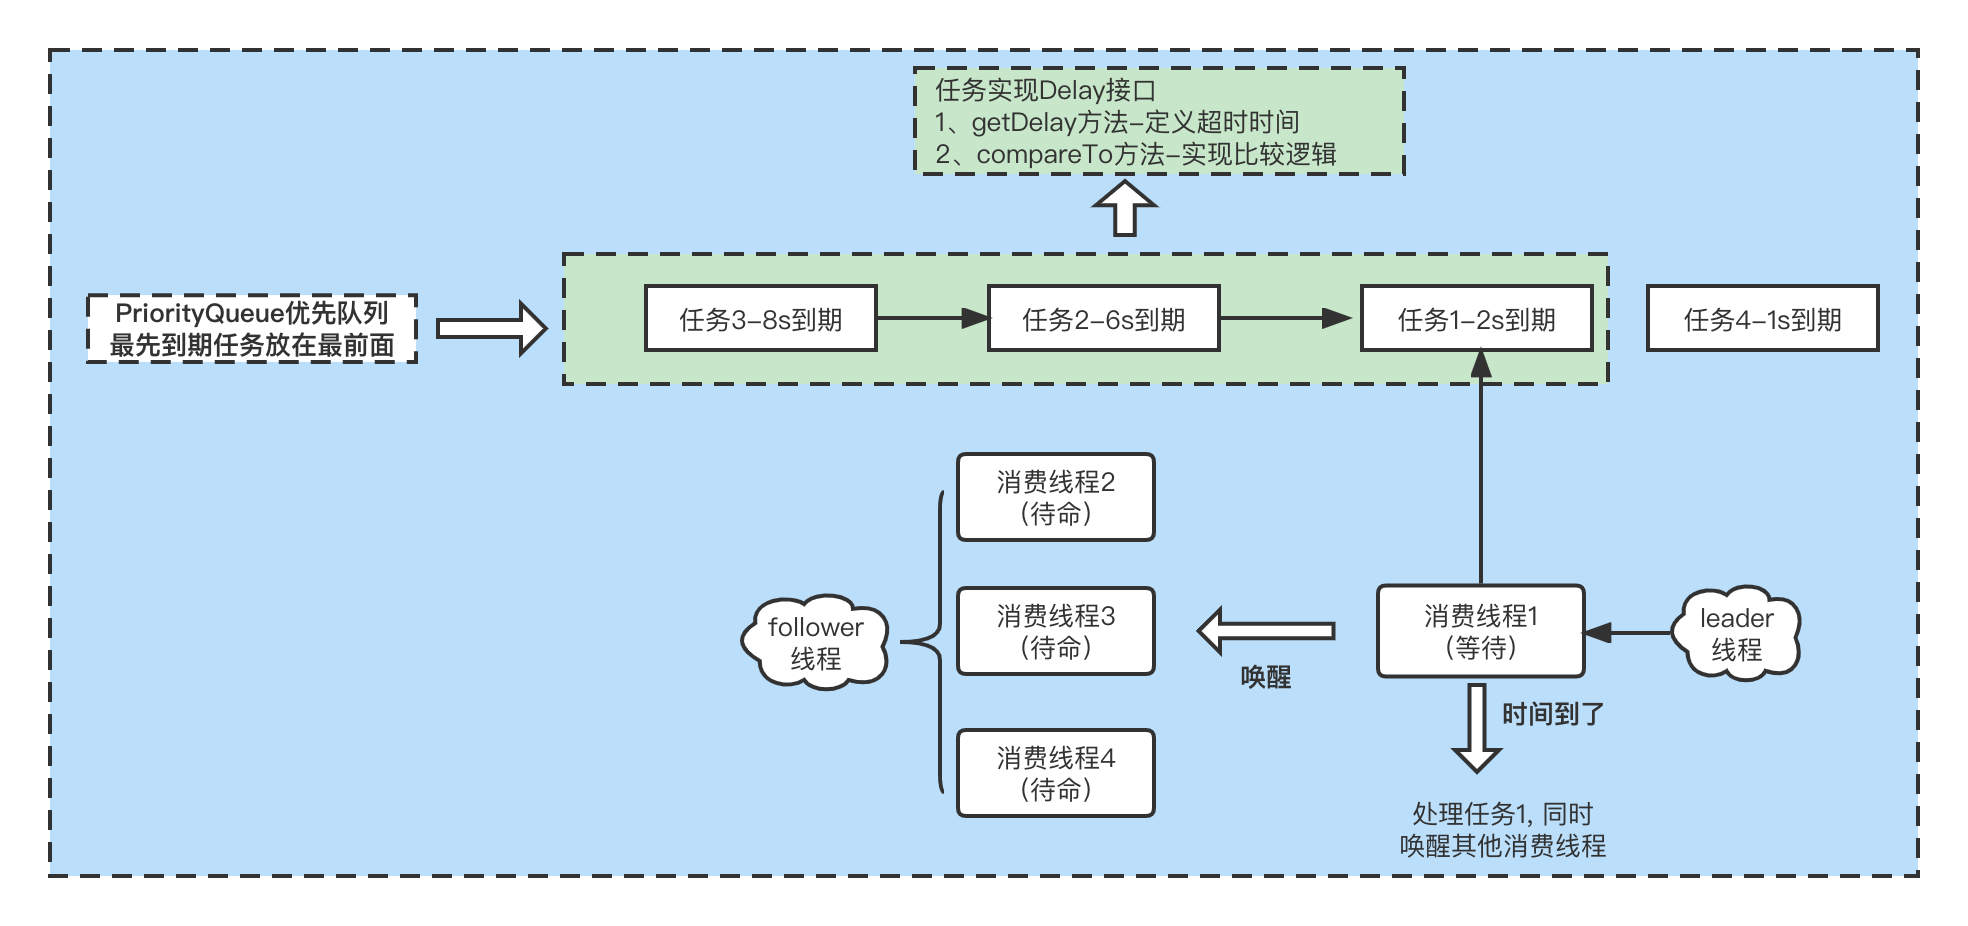 任务实现Delay接口
1、getDelay方法-定义超时时间
2、compareTo方法-实现比较逻辑
PriorityQueue优先队列
最先到期任务放在最前面
任务3-8s到期
任务2-6s到期
任务1-2s到期
任务4-1s到期
消费线程2
（待命）
follower
线程
消费线程3
（待命）
唤醒
消费线程1
（等待）
leader
线程
时间到了
消费线程4
（待命）
处理任务1, 同时
唤醒其他消费线程